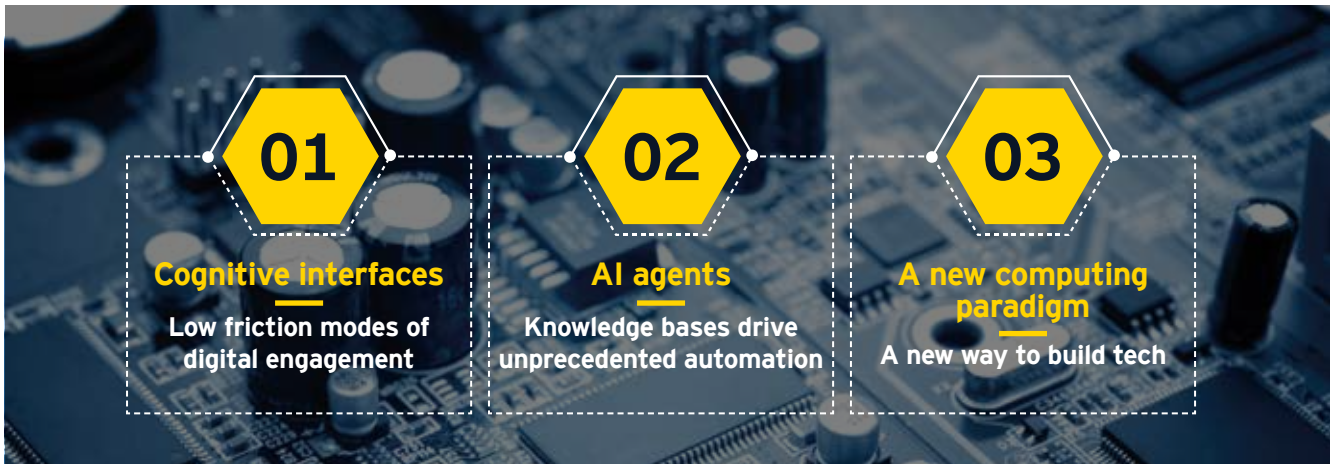 01
Cognitive interfaces
Low friction modes of
digital engagement
02
AI agents
Knowledge bases drive
unprecedented automation
03
A new computing
paradigm
A new way to build tech